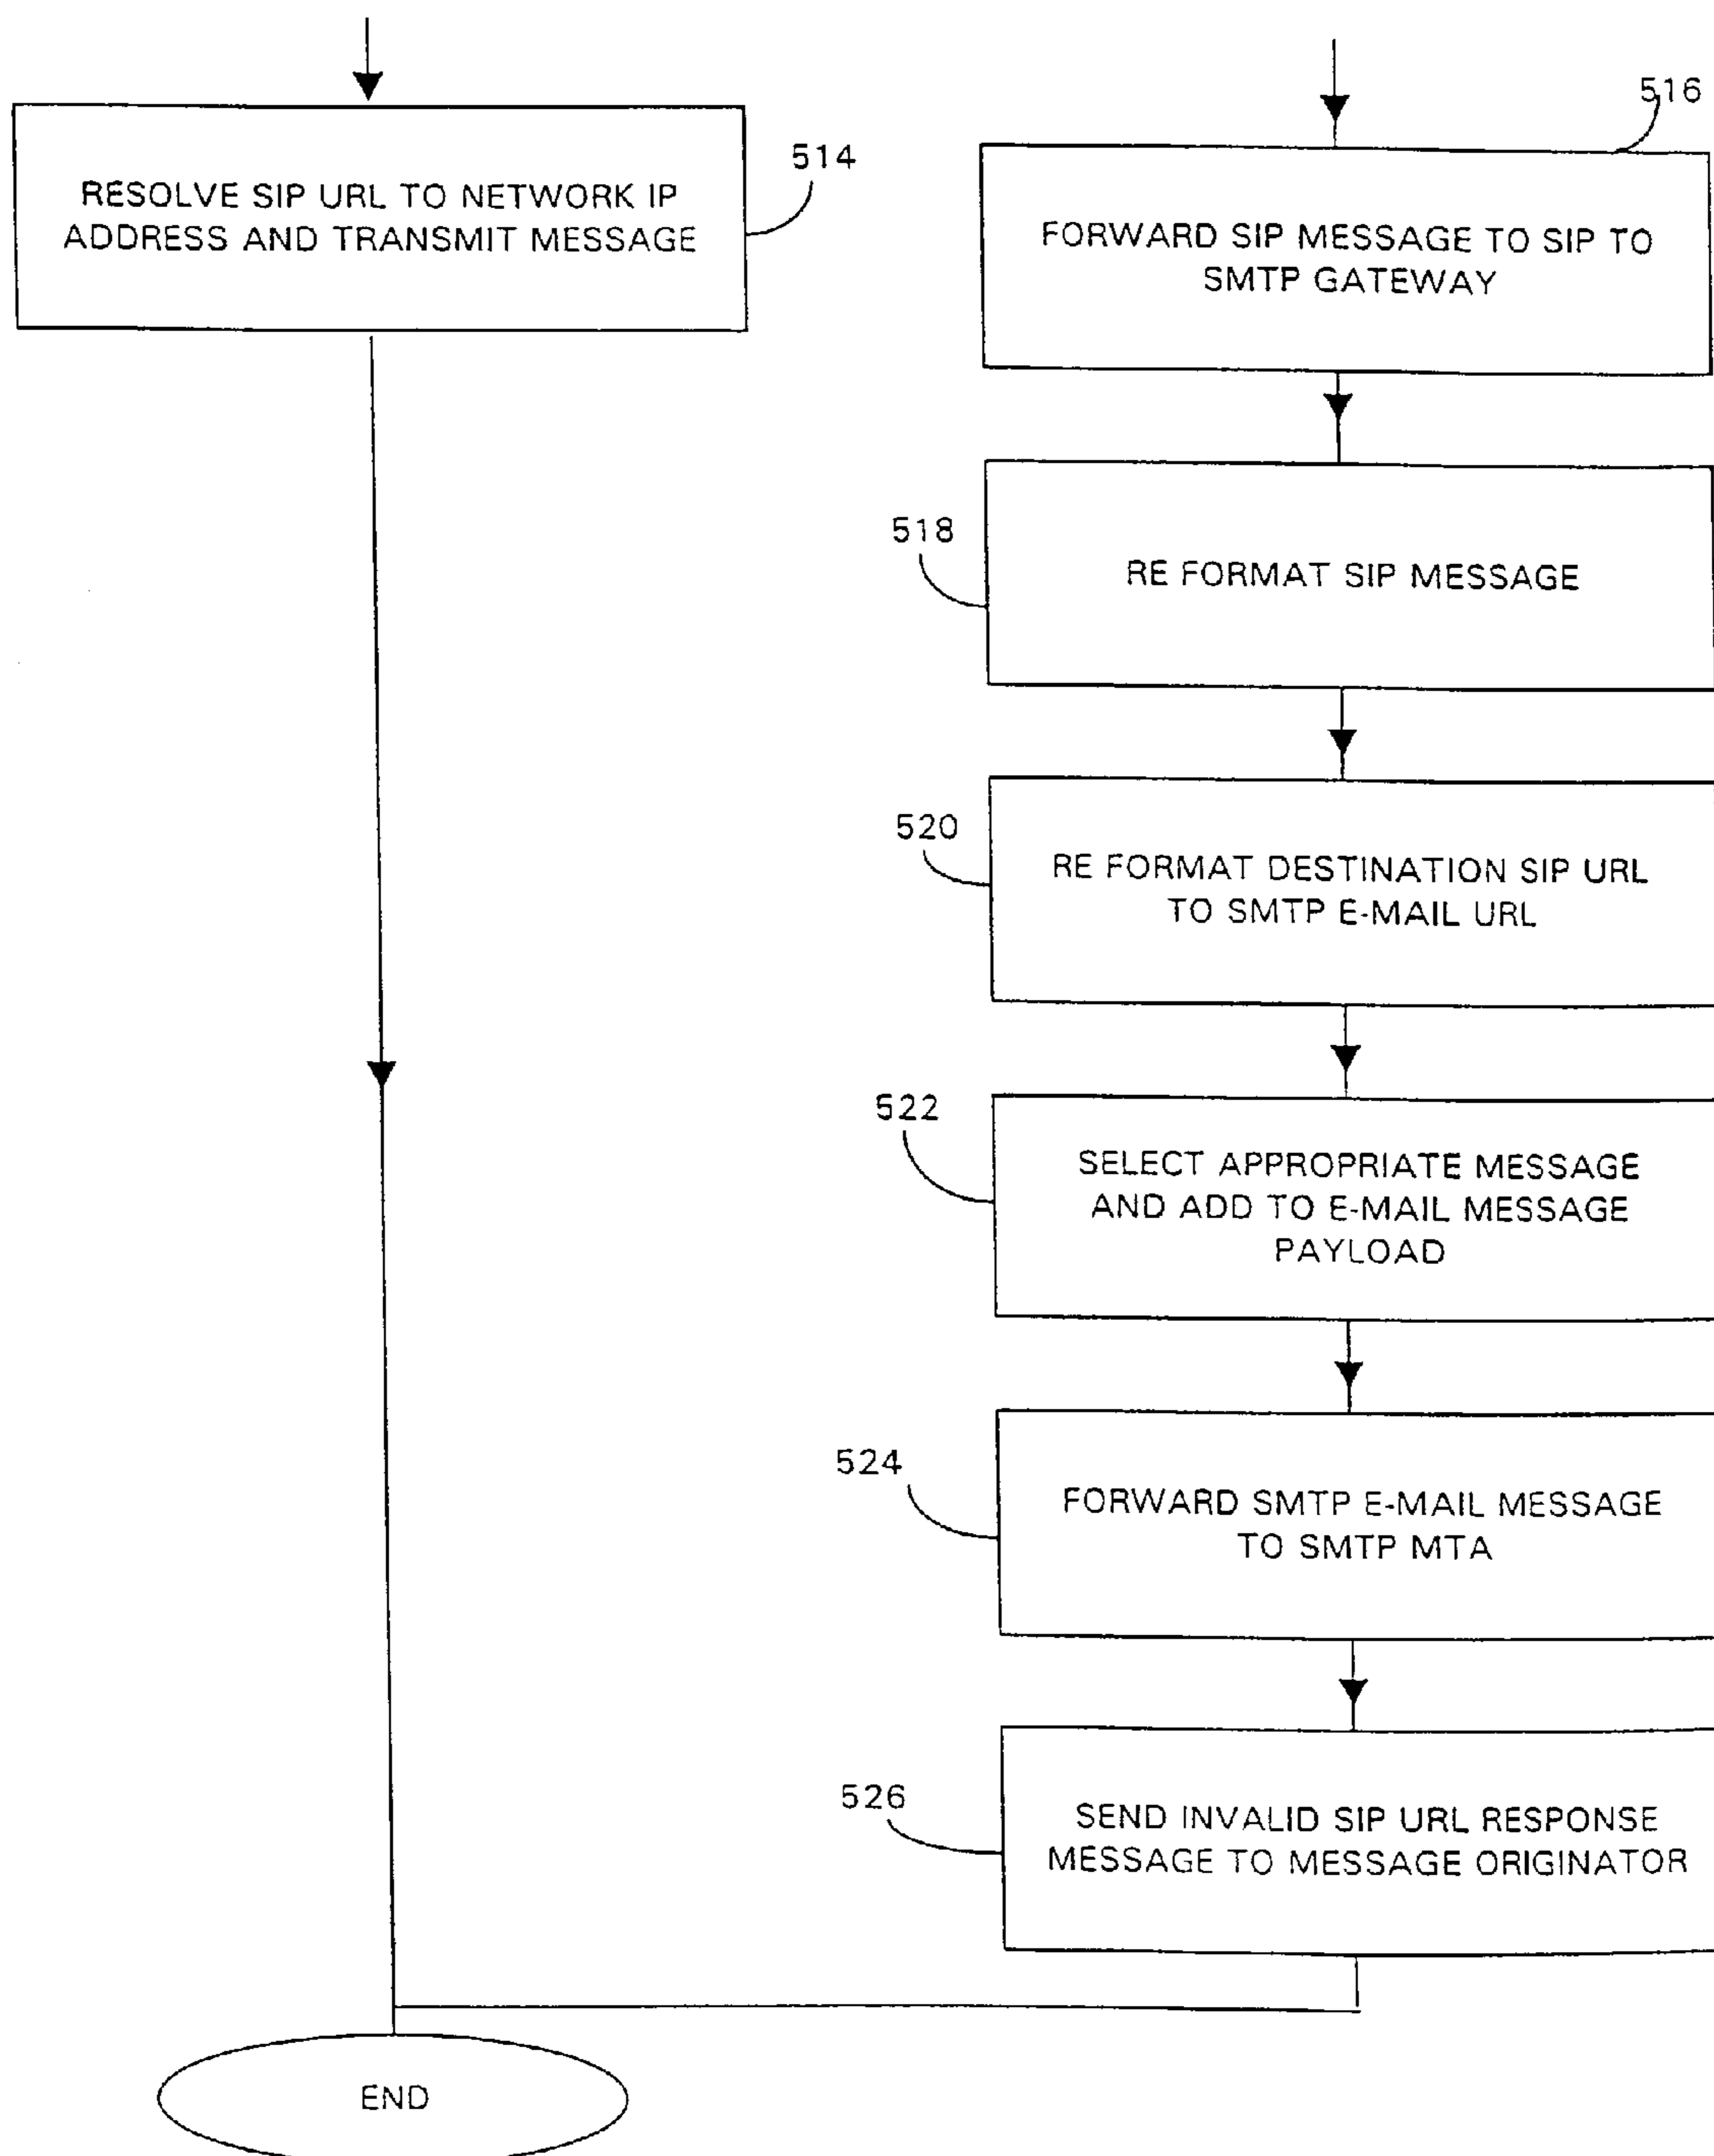 514
RESOLVE SIP URL TO NETWORK IP
ADDRESS AND TRANSMIT MESSAGE
516
FORWARD SIP MESSAGE TO SIP TO
SMTP GATEWAY
518
RE FORMAT SIP MESSAGE
520
RE FORMAT DESTINATION SIP URL
TO SMTP E-MAIL URL
522
SELECT APPROPRIATE MESSAGE
AND ADD TO E-MAIL MESSAGE
PAYLOAD
524
FORWARD SMTP E-MAIL MESSAGE
TO SMTP MTA
526
SEND INVALID SIP URL RESPONSE
MESSAGE TO MESSAGE ORIGINATOR
END